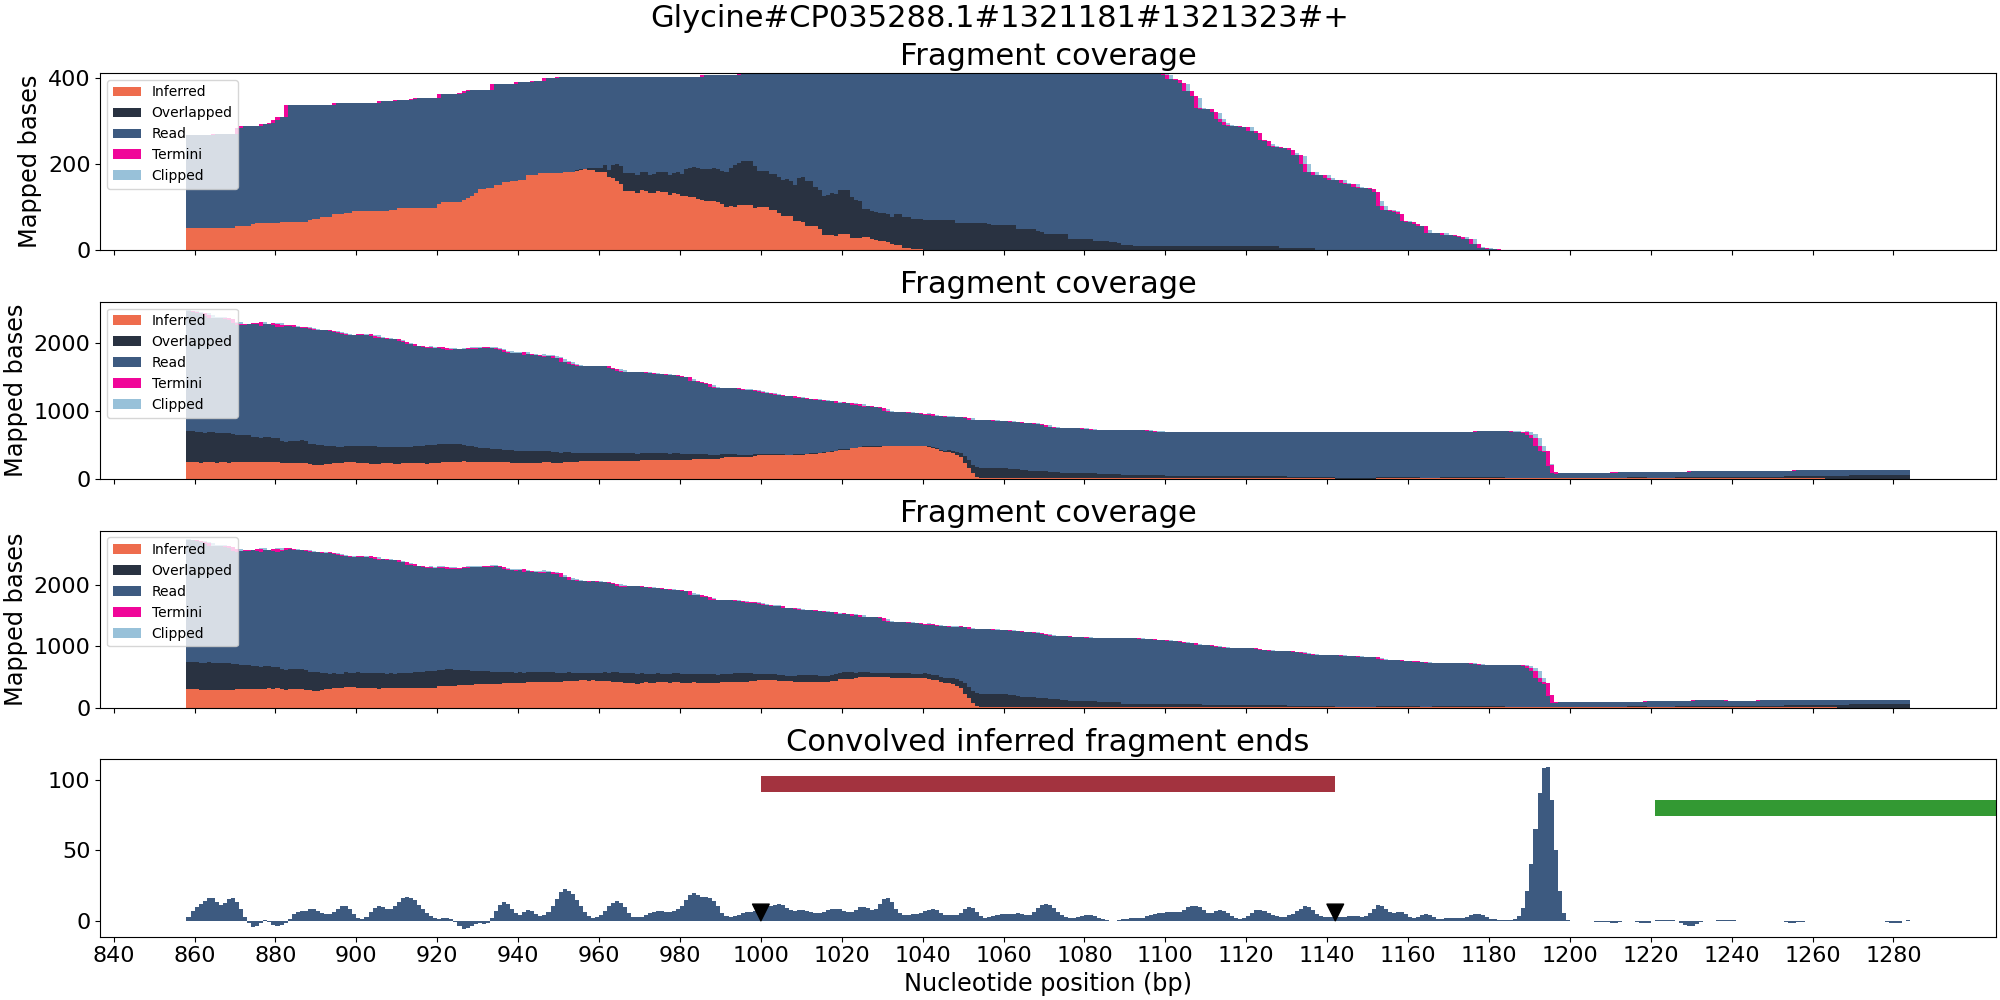 Glycine#CP035288.1#1321181#1321323#+
Fragment coverage
Mapped bases
400
200
0
Inferred
Overlapped
Read
Termini
Clipped
Fragment coverage
Mapped bases
2000
1000
0
Inferred
Overlapped
Read
Termini
Clipped
Fragment coverage
Mapped bases
2000
1000
0
Inferred
Overlapped
Read
Termini
Clipped
Convolved inferred fragment ends
100
50
0
840 860 880 900 920 940 960 980 1000 1020 1040 1060 1080 1100 1120 1140 1160 1180 1200 1220 1240 1260 1280
Nucleotide position (bp)